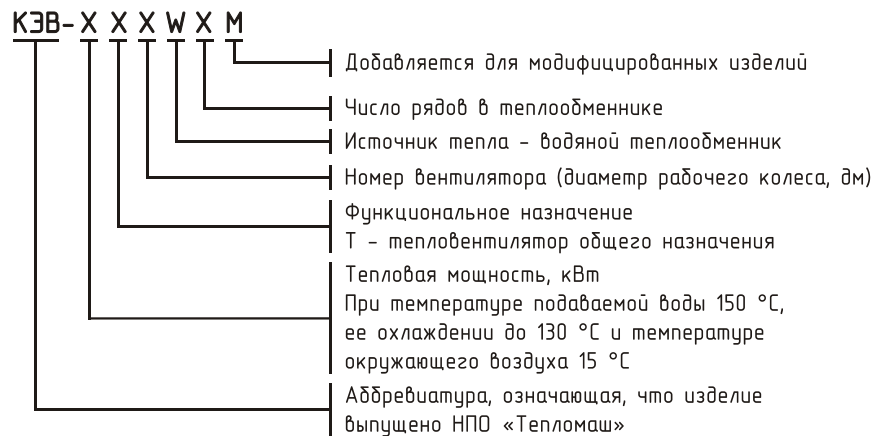 КЭВ-X X X W X M
Добавляется для модифицированных изделий
Число рядов в теплообменнике
Источник тепла - водяной теплообменник
Номер вентилятора (диаметр рабочего колеса, дм)
Функциональное назначение
Т - тепловентилятор общего назначения
Тепловая мощность, кВт
При температуре подаваемой воды 150 °С,
ее охлаждении до 130 °С и температуре
окружающего воздуха 15 °С
Аббревиатура, означающая, что изделие
выпущено НПО «Тепломаш»